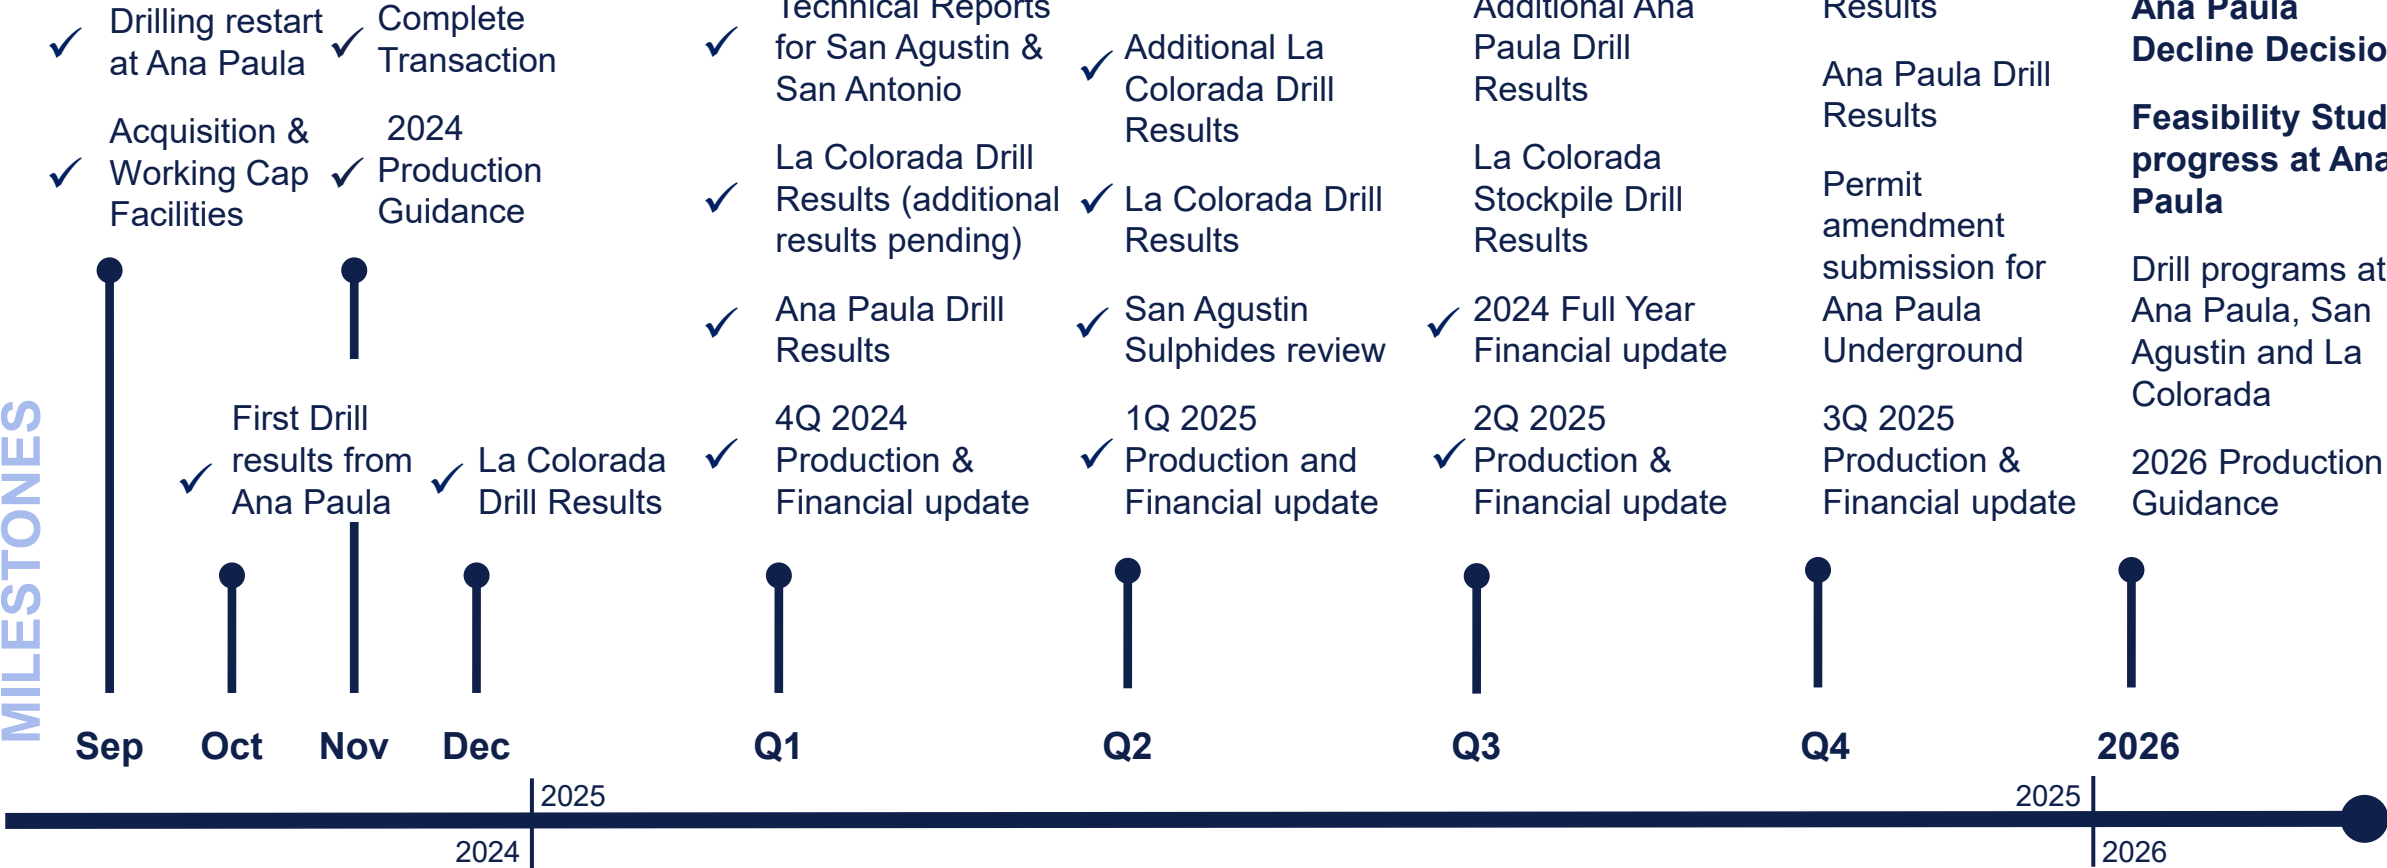 Drilling restart
at Ana Paula
Acquisition &
Working Cap
Facilities
Complete
Transaction
2024
Production
Guidance
First Drill
results from
Ana Paula
La Colorada
Drill Results
Technical Reports
for San Agustin &
San Antonio
La Colorada Drill
Results (additional
results pending)
Ana Paula Drill
Results
4Q 2024
Production &
Financial update
Additional La
Colorada Drill
Results
La Colorada Drill
Results
San Agustin
Sulphides review
1Q 2025
Production and
Financial update
Additional Ana
Paula Drill
Results
La Colorada
Stockpile Drill
Results
2024 Full Year
Financial update
2Q 2025
Production &
Financial update
Results
Ana Paula Drill
Results
Permit
amendment
submission for
Ana Paula
Underground
3Q 2025
Production &
Financial update
Ana Paula
Decline Decisio
Feasibility Stud
progress at Ana
Paula
Drill programs at
Ana Paula, San
Agustin and La
Colorada
2026 Production
Guidance
MILESTONES
Sep
Oct
Nov
Dec
Q1
Q2
Q3
Q4
2026
2025
2025
2024
2026